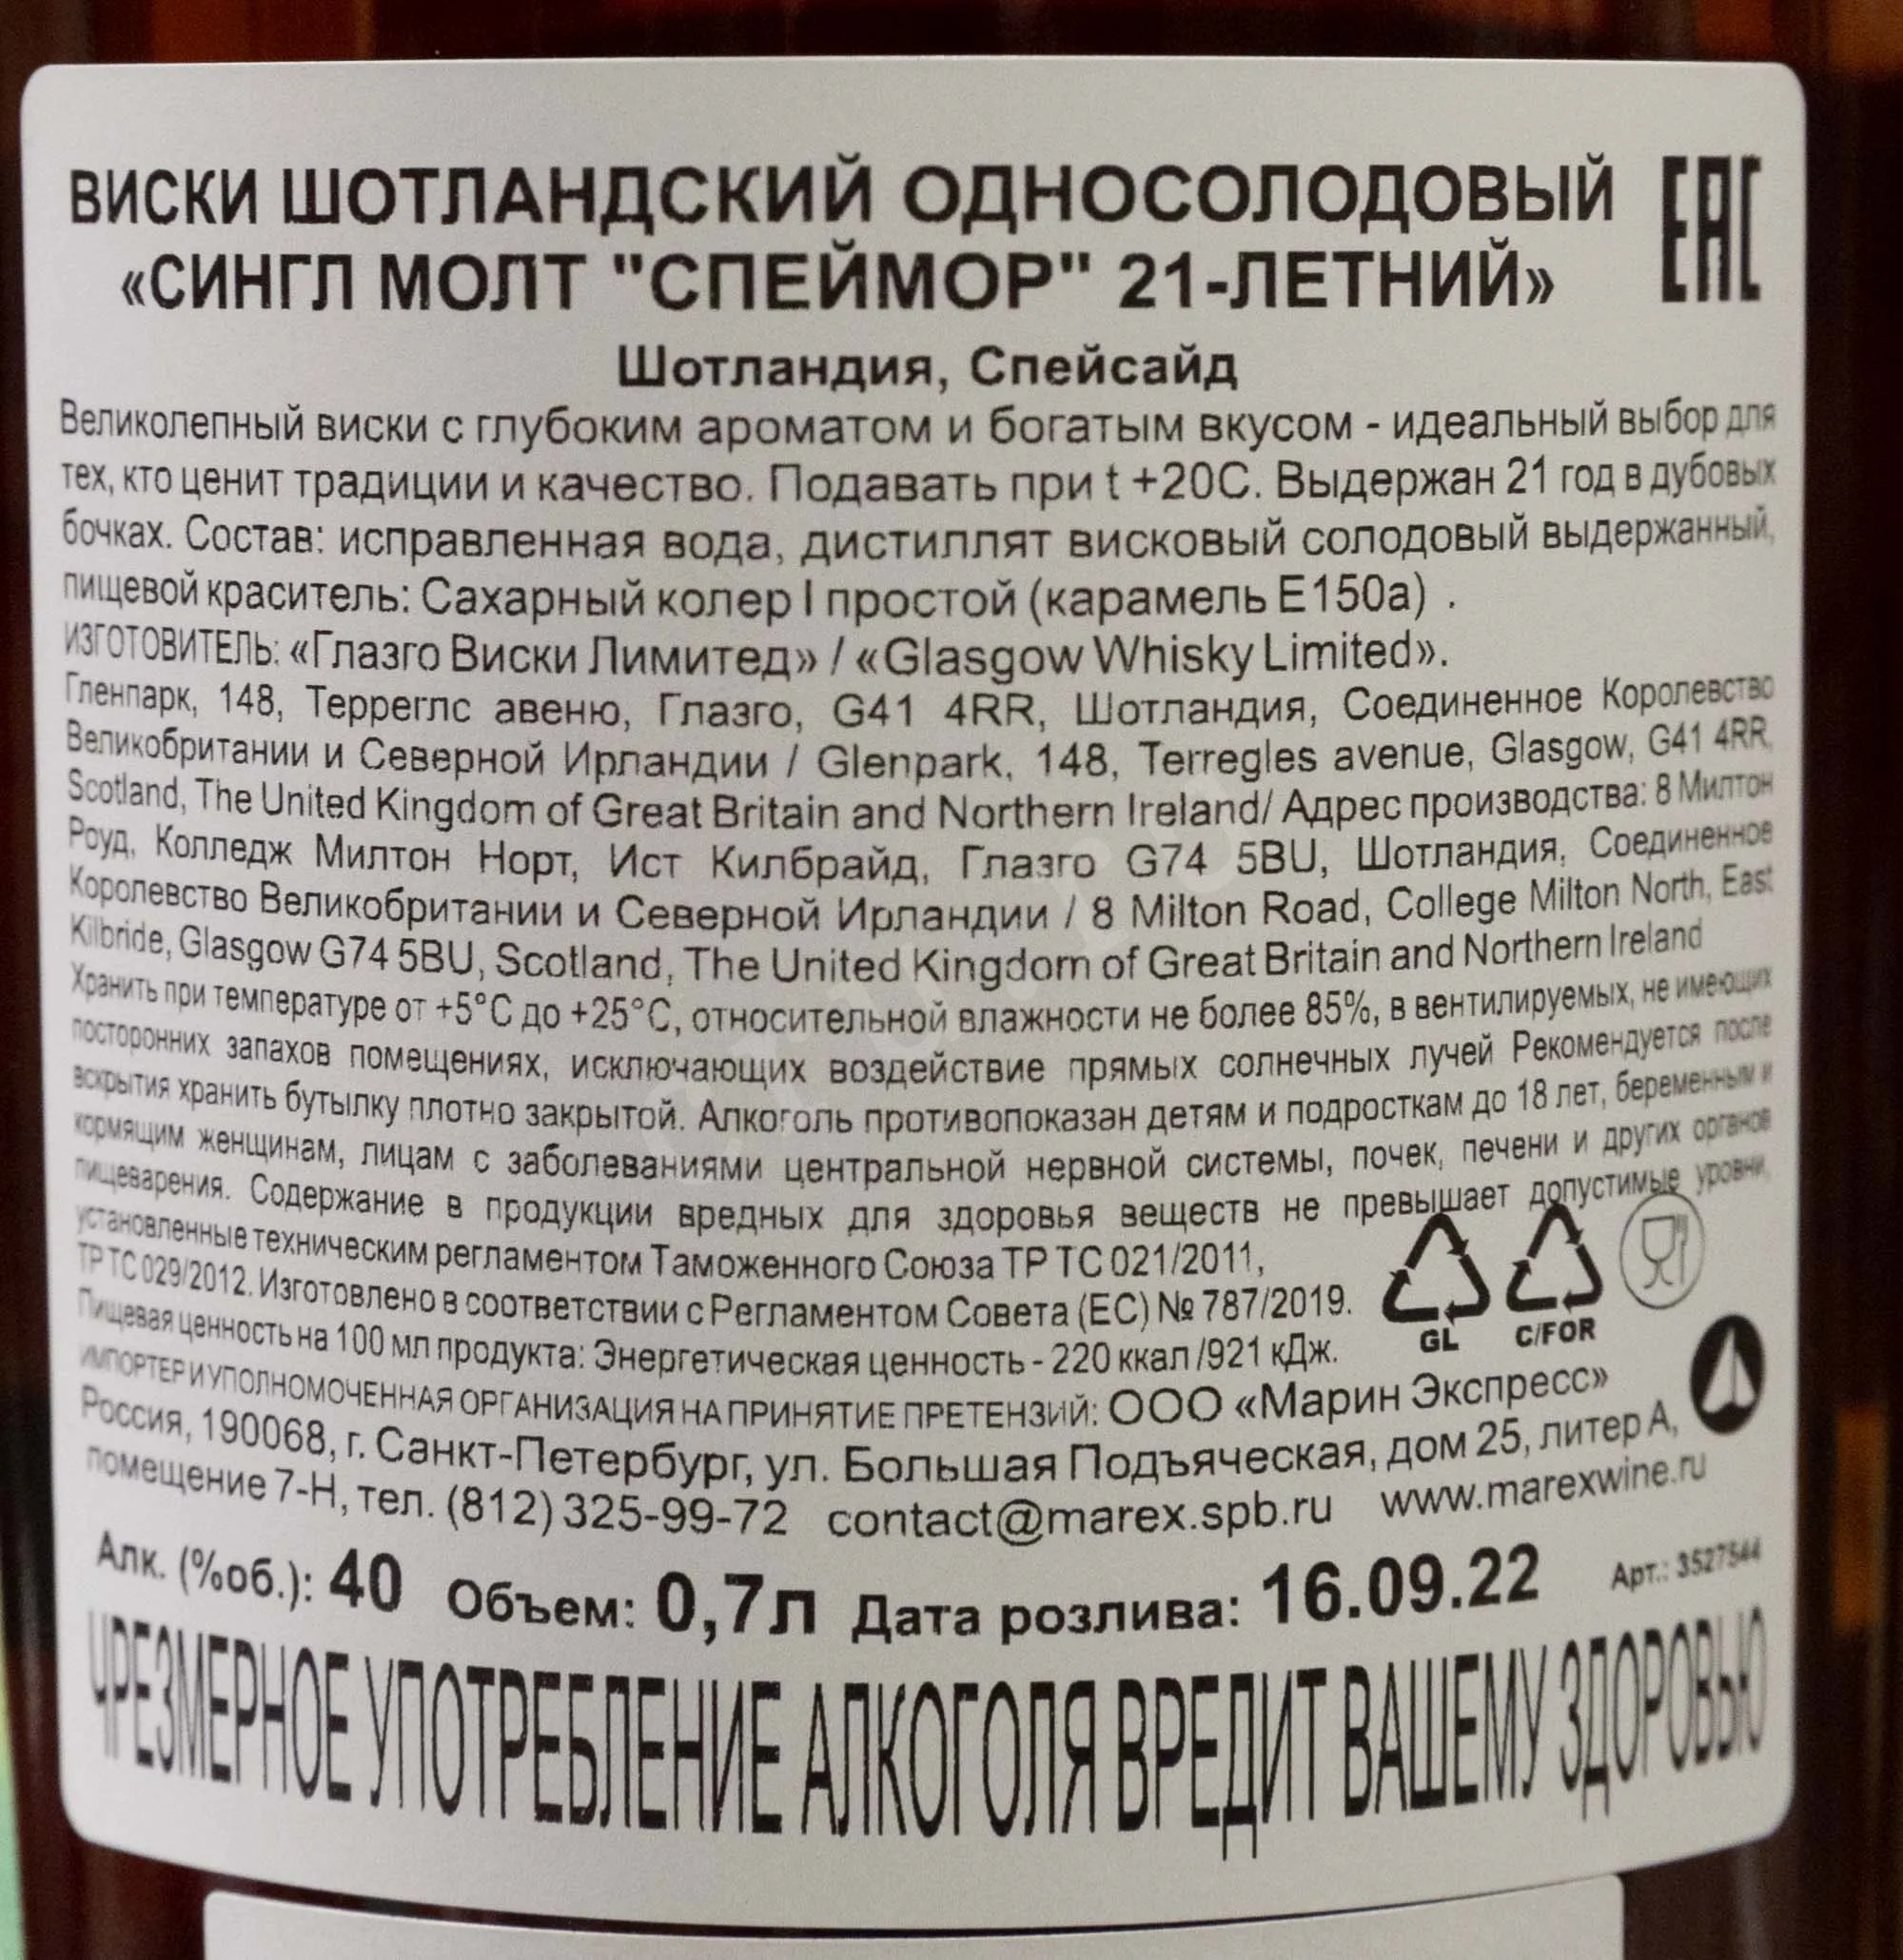 ВИСКИ ШОТЛАНДСКИЙ ОДНОСОЛОДОВЫЙ
EAC
«СИНГЛ МОЛТ "СПЕЙМОР" 21-ЛЕТНИЙ»
Шотландия, Спейсайд
Великолепный виски с глубоким ароматом и богатым вкусом - идеальный выбор для
тех, кто ценит традиции и качество. Подавать при t +20С. Выдержан 21 год в дубовых
бочках. Состав: исправленная вода, дистиллят висковый солодовый выдержанный,
пищевой краситель: Сахарный колер I простой (карамель Е150а) .
ИЗГОТОВИТЕЛЬ: «Глазго Виски Лимитед» / «Glasgow Whisky Limited».
Гленпарк, 148, Терреглс авеню, Глазго, G41 4RR, Шотландия, Соединенное Королевство
Великобритании и Северной Ирландии / Glenpark, 148, Terregles avenue, Glasgow, G41 4RR,
Scotland, The United Kingdom of Great Britain and Northern Ireland/ Адрес производства: 8 Милтон
Роуд, Колледж Милтон Норт, Ист Килбрайд, Глазго G74 5BU, Шотландия, Соединенное
Королевство Великобритании и Северной Ирландии / 8 Milton Road, College Milton North, East
Kilbride, Glasgow G74 5BU, Scotland, The United Kingdom of Great Britain and Northern Ireland
Хранить при температуре от +5°С до +25°С, относительной влажности не более 85%, в вентилируемых, не имеющих
посторонних запахов помещениях, исключающих воздействие прямых солнечных лучей Рекомендуется после
вскрытия хранить бутылку плотно закрытой. Алкоголь противопоказан детям и подросткам до 18 лет, беременным и
кормящим женщинам, лицам с заболеваниями центральной нервной системы, почек, печени и других органов
пищеварения. Содержание в продукции вредных для здоровья веществ не превышает допустимые уровни,
установленные техническим регламентом Таможенного Союза ТР ТС 021/2011,
ТР ТС 029/2012. Изготовлено в соответствии с Регламентом Совета (ЕС) № 787/2019.
Пищевая ценность на 100 мл продукта: Энергетическая ценность - 220 ккал /921 кДж.
GL C/FOR
ИМПОРТЕР И УПОЛНОМОЧЕННАЯ ОРГАНИЗАЦИЯ НА ПРИНЯТИЕ ПРЕТЕНЗИЙ: ООО «Марин Экспресс»
Россия, 190068, г. Санкт-Петербург, ул. Большая Подъяческая, дом 25, литер А,
помещение 7-Н, тел. (812) 325-99-72 contact@marex.spb.ru www.marexwine.ru
Алк. (%об.): 40 Объем: 0,7л Дата розлива: 16.09.22 Арт.: 3527544
ЧРЕЗМЕРНОЕ УПОТРЕБЛЕНИЕ АЛКОГОЛЯ ВРЕДИТ ВАШЕМУ ЗДОРОВЬЮ